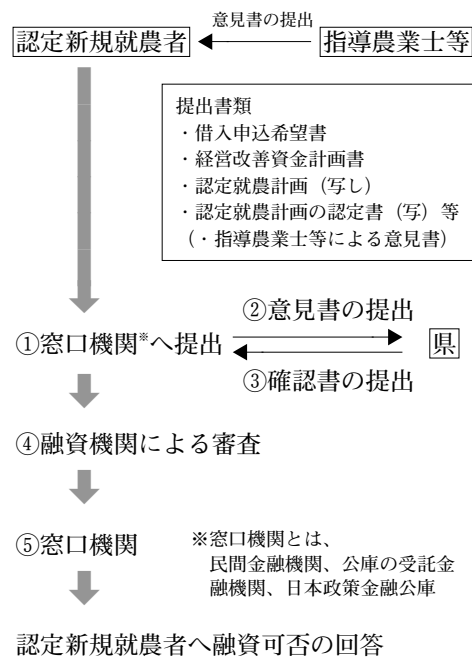 意見書の提出
認定新規就農者
指導農業士等
提出書類
・借入申込希望書
・経営改善資金計画書
・認定就農計画（写し）
・認定就農計画の認定書（写）等
（・指導農業士等による意見書）
②意見書の提出
①窓口機関※へ提出
県
③確認書の提出
④融資機関による審査
⑤窓口機関
※窓口機関とは、
民間金融機関、公庫の受託金
融機関、日本政策金融公庫
認定新規就農者へ融資可否の回答